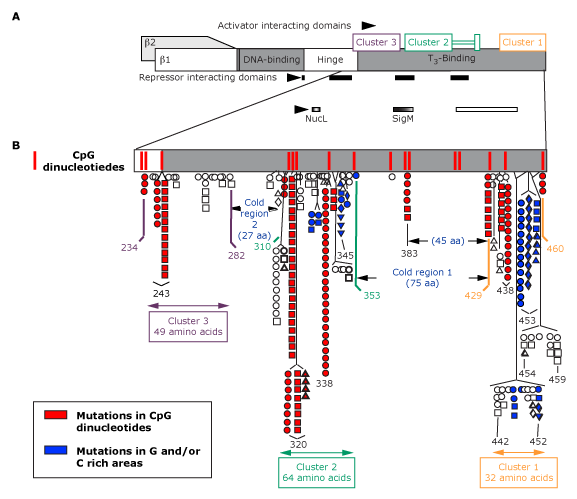 A
Activator interacting domains
Cluster 3
Cluster 2
Cluster 1
β2
β1
DNA-binding
Hinge
T3-Binding
Repressor interacting domains
NucL
SigM
B
CpG
dinucleotiedes
Cold
region
2
(27 aa)
(45 aa)
Cold region 1
(75 aa)
234
282
310
345
353
383
429
438
460
243
453
454
459
338
320
442
452
Cluster 3
49 amino acids
Cluster 2
64 amino acids
Cluster 1
32 amino acids
Mutations in CpG
dinucleotides
Mutations in G and/or
C rich areas